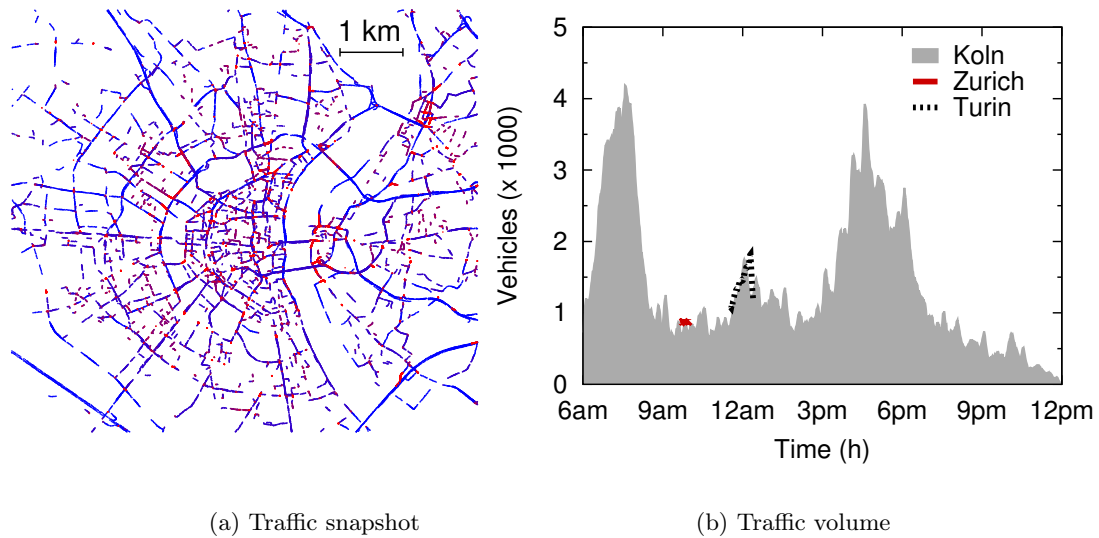 1 km
(a) Traffic snapshot
5
4
3
2
1
0
Vehicles (x 1000)
Koln
Zurich
Turin
6am 9am 12am 3pm 6pm 9pm 12pm
Time (h)
(b) Traffic volume